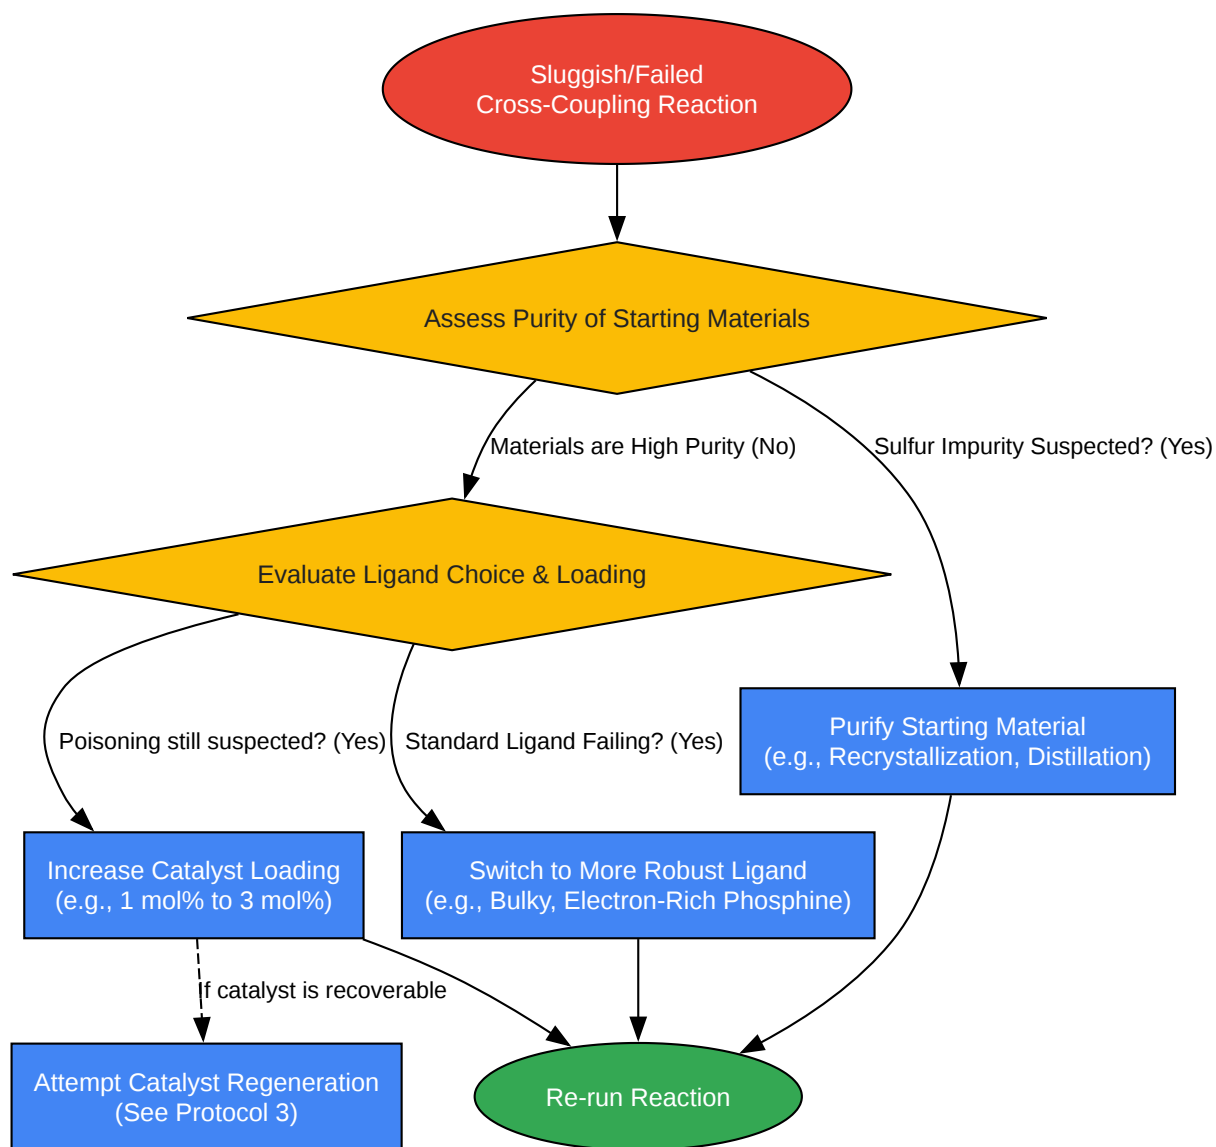 Sluggish/Failed
Cross-Coupling Reaction
Assess Purity of Starting Materials
Materials are High Purity (No)
Sulfur Impurity Suspected? (Yes)
Evaluate Ligand Choice & Loading
Poisoning still suspected? (Yes)
Standard Ligand Failing? (Yes)
Purify Starting Material
(e.g., Recrystallization, Distillation)
Increase Catalyst Loading
(e.g., 1 mol% to 3 mol%)
Switch to More Robust Ligand
(e.g., Bulky, Electron-Rich Phosphine)
If catalyst is recoverable
Attempt Catalyst Regeneration
(See Protocol 3)
Re-run Reaction